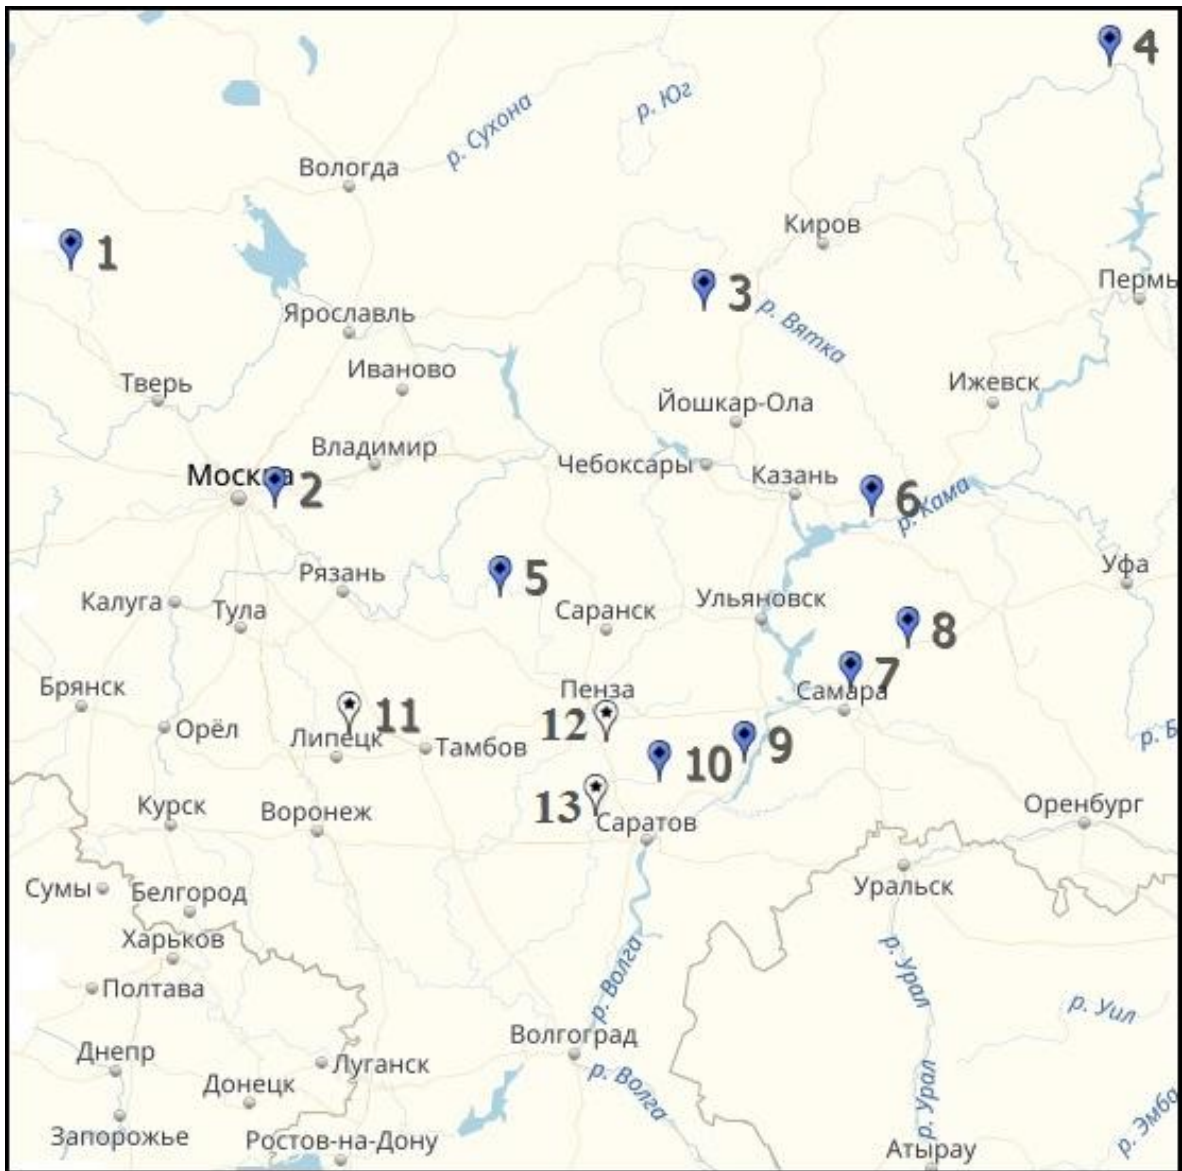 4
р. Юг
р. Сухона
Вологда
Киров
1
3
Пермь
р. Вятка
Ярославль
Иваново
Тверь
Ижевск
Йошкар-Ола
Владимир
Чебоксары
Москва
2
Казань
6
р. Кама
5
Рязань
Уфа
Калуга
Тула
Саранск
Ульяновск
8
7
Самара
Брянск
Пенза
11
12
Орёл
Липецк
Тамбов
9
10
р. Б
13
Саратов
Курск
Воронеж
Оренбург
Сумы
Белгород
Уральск
Харьков
р. Волга
р. Урал
Полтава
р. Уил
Волгоград
Днепр
Луганск
р. Волга
Донецк
р. Урал
р. Эмба
Запорожье
Ростов-на-Дону
Атырау